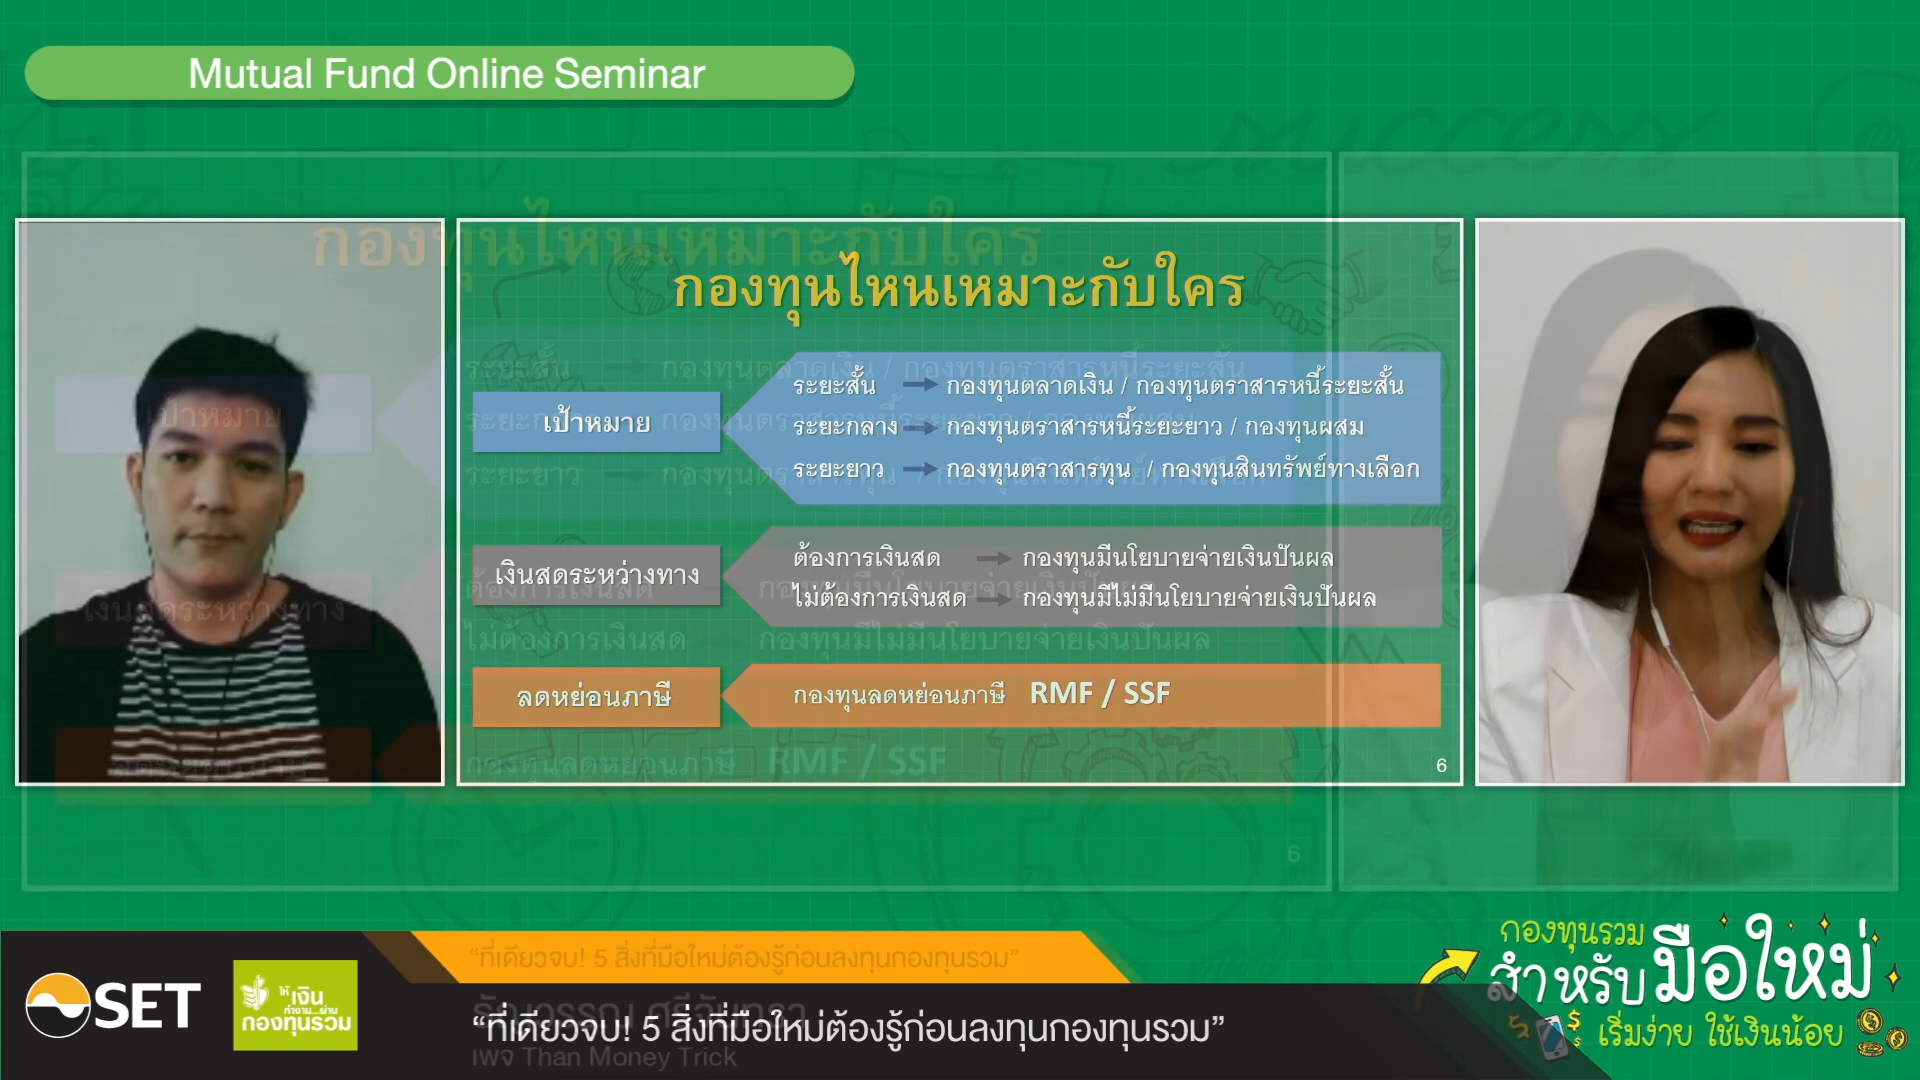 Mutual Fund Online Seminar
success
กองทุนไหนเหมาะกับใคร
เป้าหมาย
ระยะสั้น → กองทุนตลาดเงิน / กองทุนตราสารหนี้ระยะสั้น
ระยะกลาง → กองทุนตราสารหนี้ระยะยาว / กองทุนผสม
ระยะยาว → กองทุนตราสารทุน / กองทุนสินทรัพย์ทางเลือก
เงินสดระหว่างทาง
ต้องการเงินสด → กองทุนมีนโยบายจ่ายเงินปันผล
ไม่ต้องการเงินสด → กองทุนมีไม่มีนโยบายจ่ายเงินปันผล
ลดหย่อนภาษี
กองทุนลดหย่อนภาษี RMF / SSF
6
SET
ให้เงิน
ทำงาน...ผ่าน
กองทุนรวม
“ที่เดียวจบ! 5 สิ่งที่มือใหม่ต้องรู้ก่อนลงทุนกองทุนรวม”
“ที่เดียวจบ! 5 สิ่งที่มือใหม่ต้องรู้ก่อนลงทุนกองทุนรวม”
เพจ Than Money Trick
กองทุนรวม
สำหรับมือใหม่
เริ่มง่าย ใช้เงินน้อย